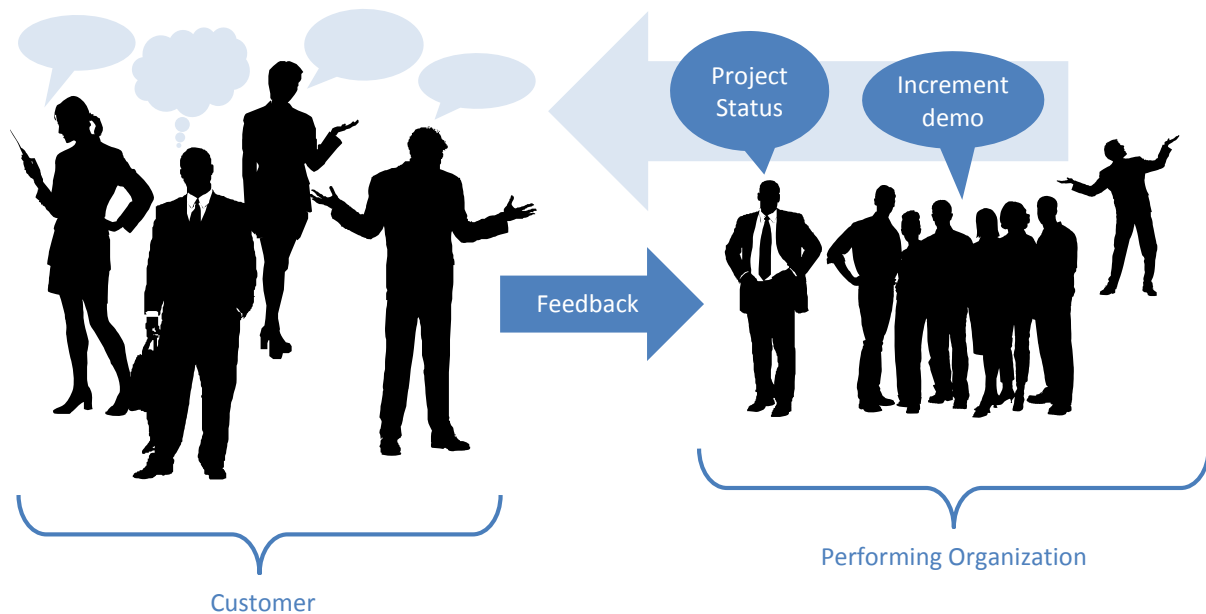 Project
Status
Increment
demo
Feedback
Performing Organization
Customer